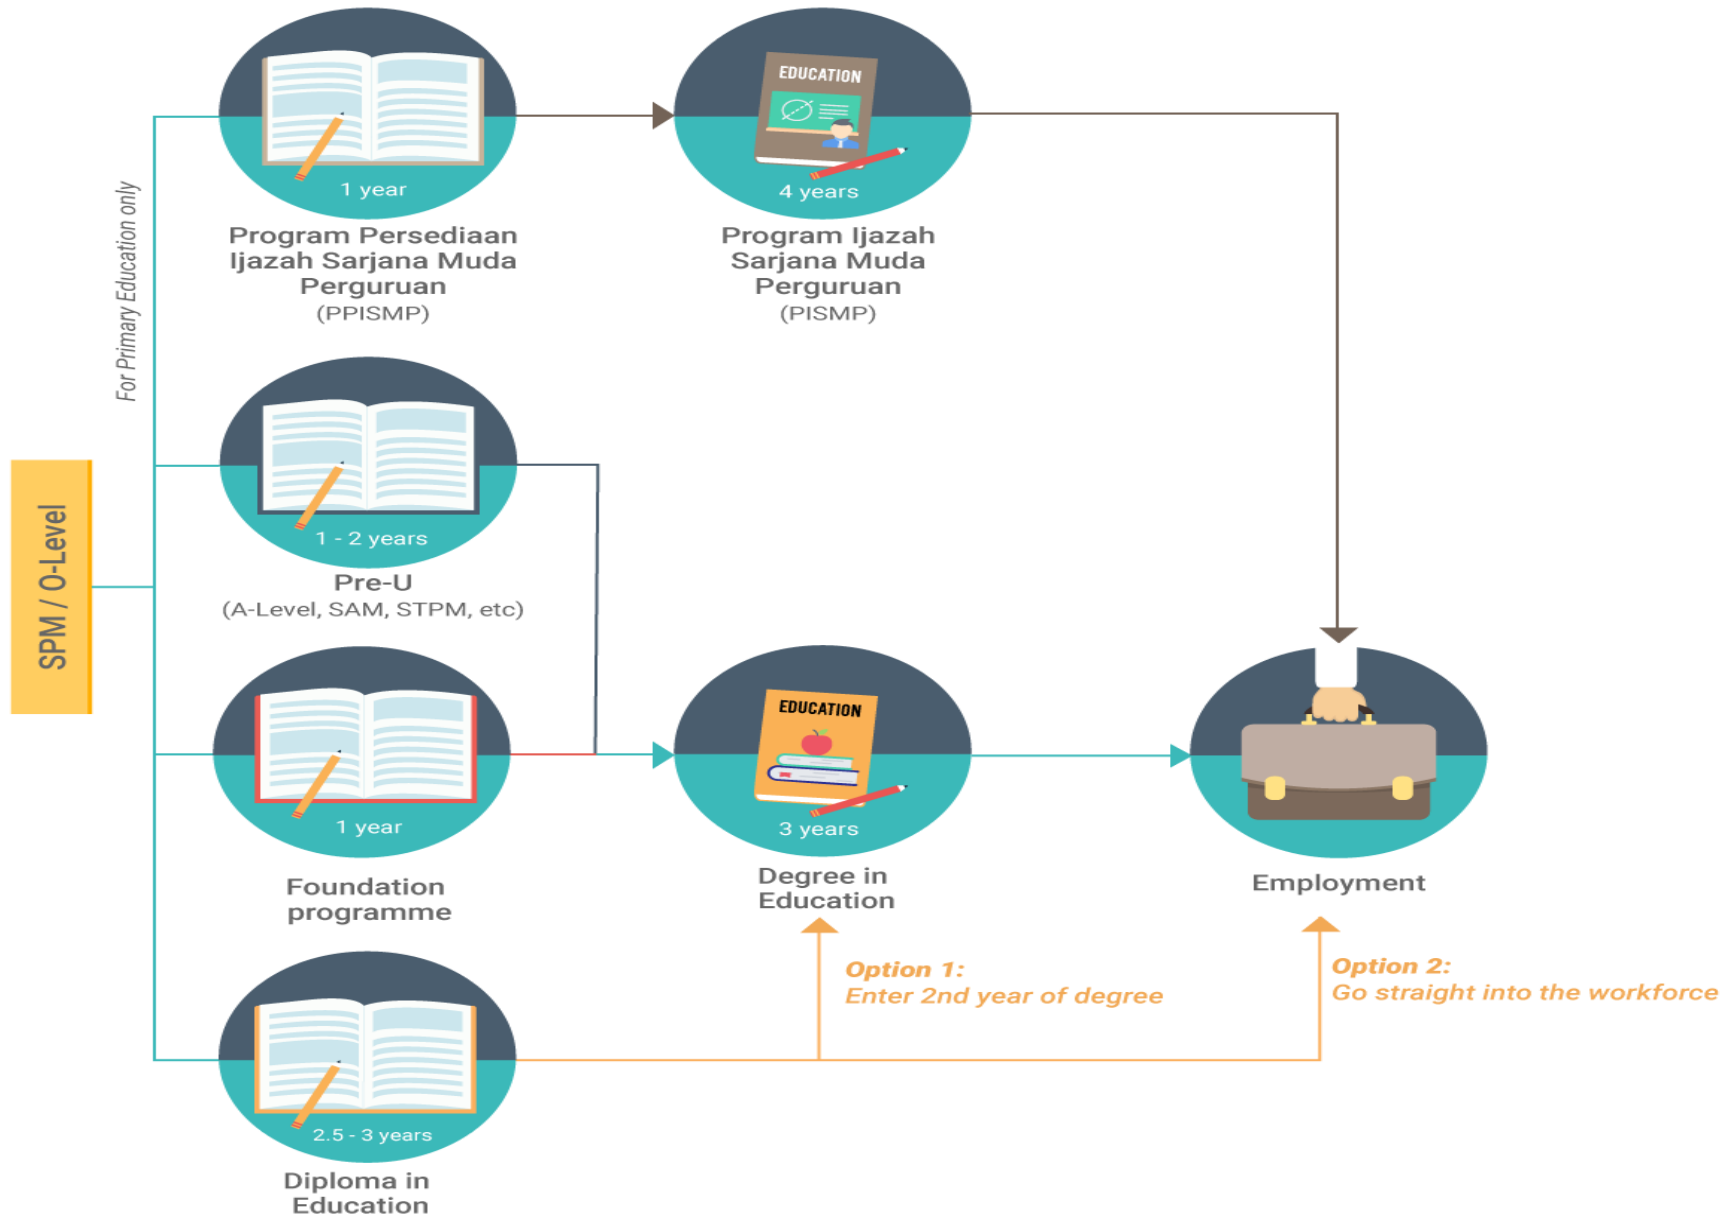 SPM / O-Level
For Primary Education only
1 year
Program Persediaan
Ijazah Sarjana Muda
Perguruan
(PPISMP)
EDUCATION
4 years
Program Ijazah
Sarjana Muda
Perguruan
(PISMP)
1 - 2 years
Pre-U
(A-Level, SAM, STPM, etc)
1 year
Foundation
programme
EDUCATION
3 years
Degree in
Education
Employment
Option 1:
Enter 2nd year of degree
Option 2:
Go straight into the workforce
2.5 - 3 years
Diploma in
Education